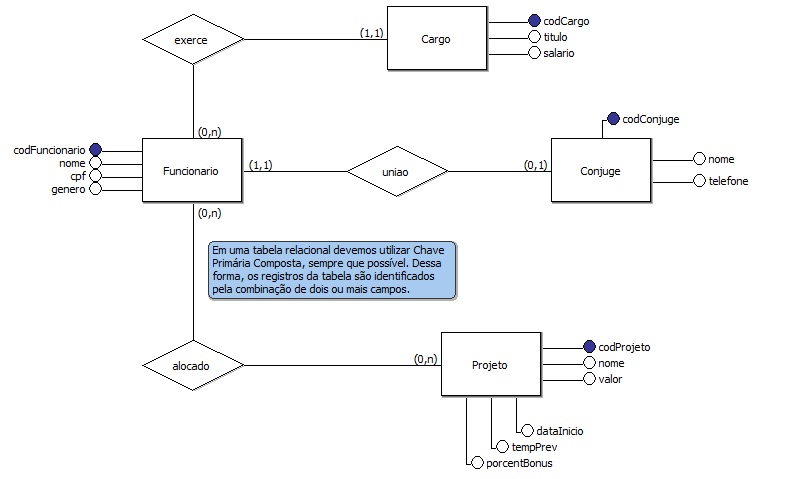 exerce
(1,1)
Cargo
codCargo
titulo
salario
(0,n)
codFuncionario
nome
cpf
genero
Funcionario
(1,1)
uniao
(0,1)
Conjuge
codConjuge
nome
telefone
(0,n)
Em uma tabela relacional devemos utilizar Chave
Primária Composta, sempre que possível. Dessa
forma, os registros da tabela são identificados
pela combinação de dois ou mais campos.
alocado
(0,n)
Projeto
codProjeto
nome
valor
dataInicio
tempPrev
porcentBonus